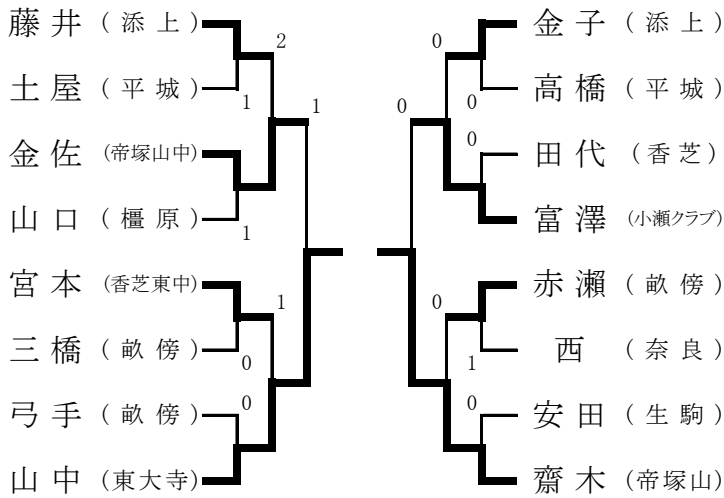 藤井 (添上)
土屋 (平城)
金佐 (帝塚山中)
山口 (橿原)
宮本 (香芝東中)
三橋 (畝傍)
弓手 (畝傍)
山中 (東大寺)
2
1
1
1
1
0
0
0
0
0
0
0
1
0
金子 (添上)
高橋 (平城)
田代 (香芝)
富澤 (小瀬クラブ)
赤瀬 (畝傍)
西 (奈良)
安田 (生駒)
齋木 (帝塚山)